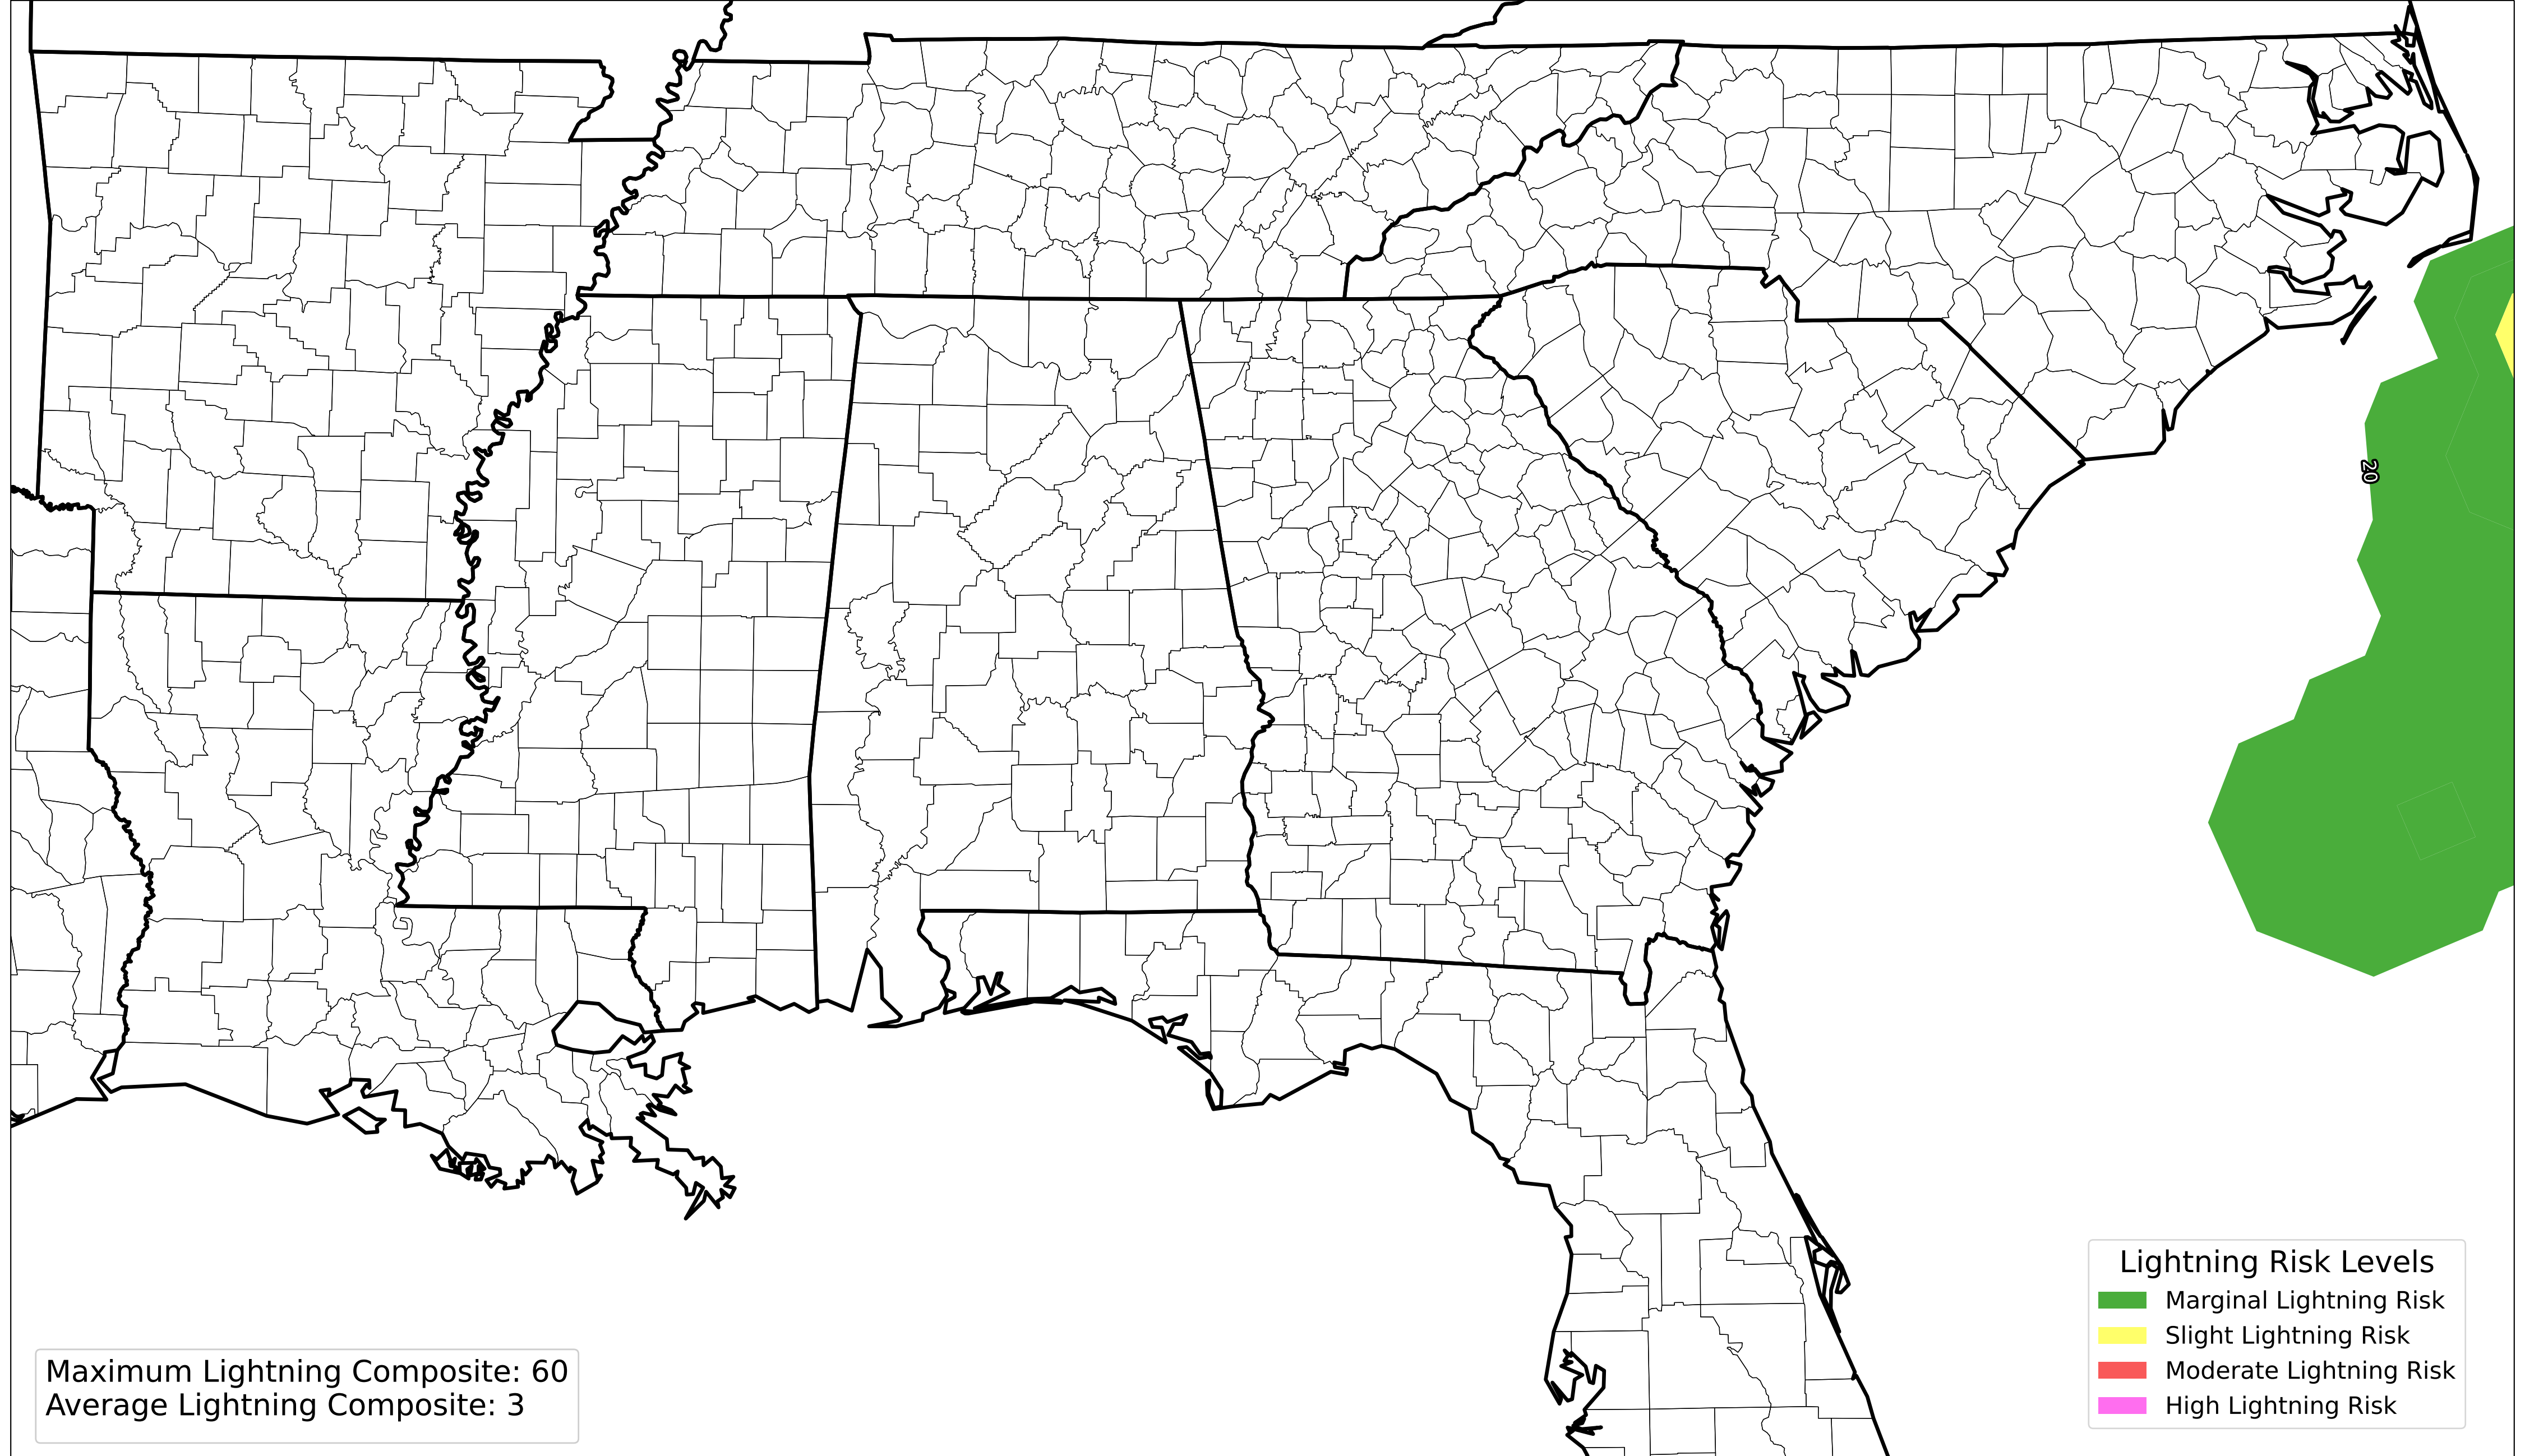 20
Lightning Risk Levels
Marginal Lightning Risk
Slight Lightning Risk
Moderate Lightning Risk
High Lightning Risk
Maximum Lightning Composite: 60
Average Lightning Composite: 3